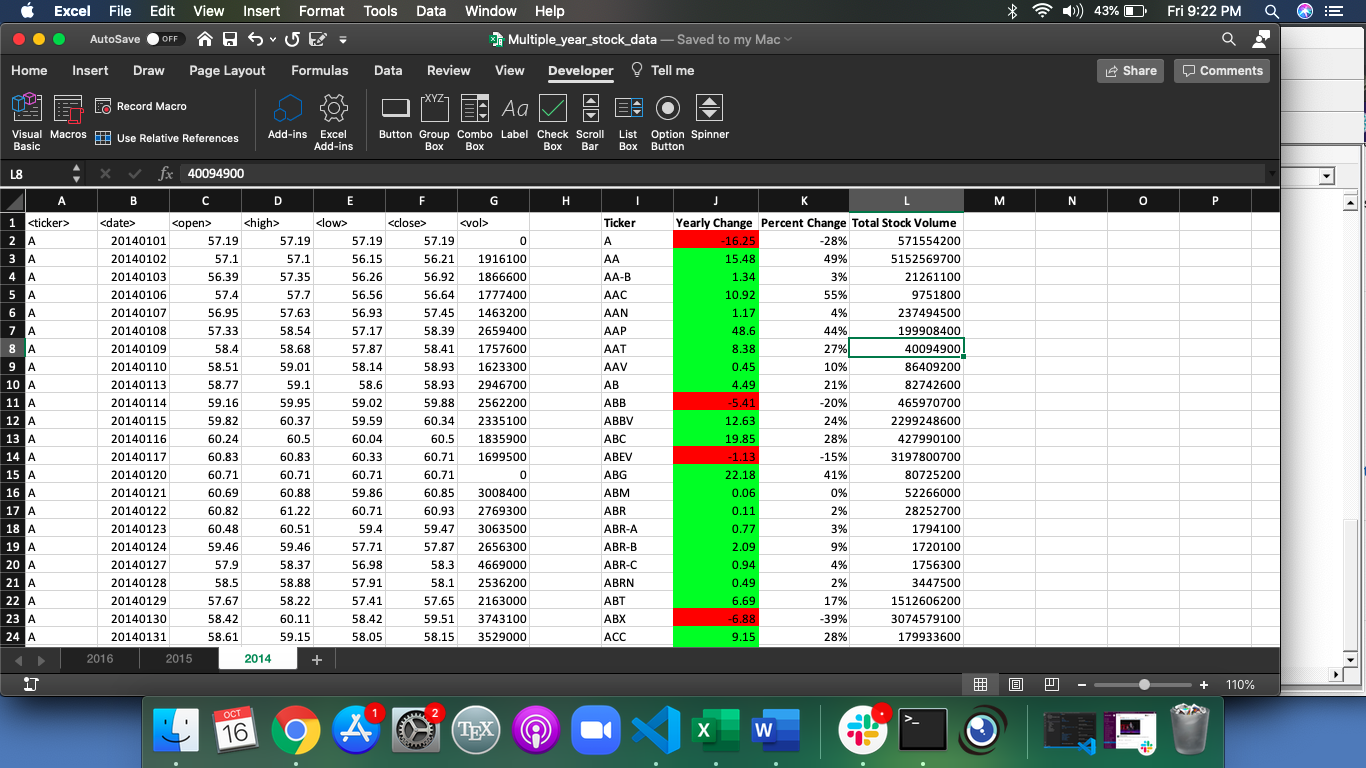 Excel File Edit View Insert Format Tools Data Window Help 43% Fri 9:22 PM
AutoSave OFF Multiple_year_stock_data — Saved to my Mac
Home Insert Draw Page Layout Formulas Data Review View Developer Tell me Share Comments
Visual Basic Macros Record Macro Use Relative References Add-ins Excel Add-ins Button Group Box Combo Box Label Check Box Scroll Bar List Box Option Button Spinner
XYZ Aa
L8 fx 40094900
A B C D E F G H I J K L M N O P
1 <ticker> <date> <open> <high> <low> <close> <vol> Ticker Yearly Change Percent Change Total Stock Volume
2 A 20140101 57.19 57.19 57.19 57.19 0 A -16.25 -28% 571554200
3 A 20140102 57.1 57.1 56.15 56.21 1916100 AA 15.48 49% 5152569700
4 A 20140103 56.39 57.35 56.26 56.92 1866600 AA-B 1.34 3% 21261100
5 A 20140106 57.4 57.7 56.56 56.64 1777400 AAC 10.92 55% 9751800
6 A 20140107 56.95 57.63 56.93 57.45 1463200 AAN 1.17 4% 237494500
7 A 20140108 57.33 58.54 57.17 58.39 2659400 AAP 48.6 44% 199908400
8 A 20140109 58.4 58.68 57.87 58.41 1757600 AAT 8.38 27% 40094900
9 A 20140110 58.51 59.01 58.14 58.93 1623300 AAV 0.45 10% 86409200
10 A 20140113 58.77 59.1 58.6 58.93 2946700 AB 4.49 21% 82742600
11 A 20140114 59.16 59.95 59.02 59.88 2562200 ABB -5.41 -20% 465970700
12 A 20140115 59.82 60.37 59.59 60.34 2335100 ABBV 12.63 24% 2299248600
13 A 20140116 60.24 60.5 60.04 60.5 1835900 ABC 19.85 28% 427990100
14 A 20140117 60.83 60.83 60.33 60.71 1699500 ABEV -1.13 -15% 3197800700
15 A 20140120 60.71 60.71 60.71 60.71 0 ABG 22.18 41% 80725200
16 A 20140121 60.69 60.88 59.86 60.85 3008400 ABM 0.06 0% 52266000
17 A 20140122 60.82 61.22 60.71 60.93 2769300 ABR 0.11 2% 28252700
18 A 20140123 60.48 60.51 59.4 59.47 3063500 ABR-A 0.77 3% 1794100
19 A 20140124 59.46 59.46 57.71 57.87 2656300 ABR-B 2.09 9% 1720100
20 A 20140127 57.9 58.37 56.98 58.3 4669000 ABR-C 0.94 4% 1756300
21 A 20140128 58.5 58.88 57.91 58.1 2536200 ABRN 0.49 2% 3447500
22 A 20140129 57.67 58.22 57.41 57.65 2163000 ABT 6.69 17% 1512606200
23 A 20140130 58.42 60.11 58.42 59.51 3743100 ABX -6.88 -39% 3074579100
24 A 20140131 58.61 59.15 58.05 58.15 3529000 ACC 9.15 28% 179933600
2016 2015 2014 +
110%
OCT 16 1 2 TEX X W >_